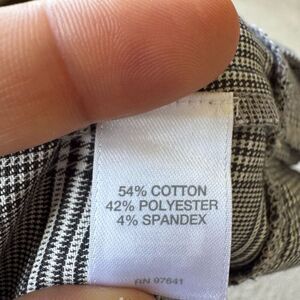 54% COTTON
42% POLYESTER
4% SPANDEX
RN 97641